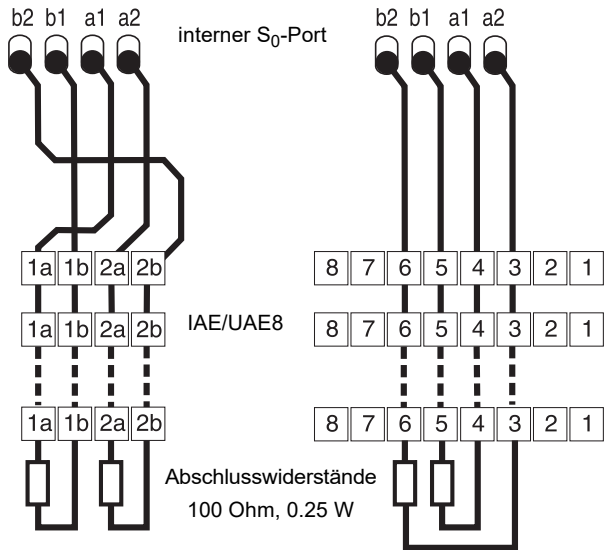 b2 b1 a1 a2
interner S0-Port
b2 b1 a1 a2
1a 1b 2a 2b
8 7 6 5 4 3 2 1
1a 1b 2a 2b
IAE/UAE8
8 7 6 5 4 3 2 1
1a 1b 2a 2b
8 7 6 5 4 3 2 1
Abschlusswiderstände
100 Ohm, 0.25 W